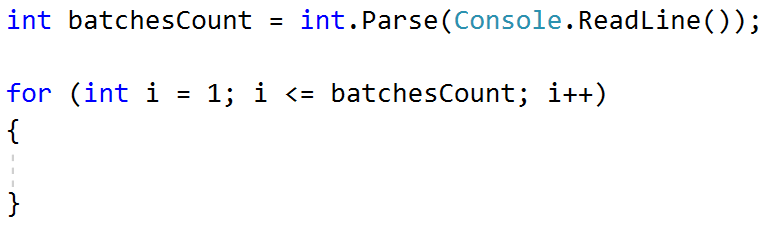 int batchesCount = int.Parse(Console.ReadLine());
for (int i = 1; i <= batchesCount; i++)
{
}